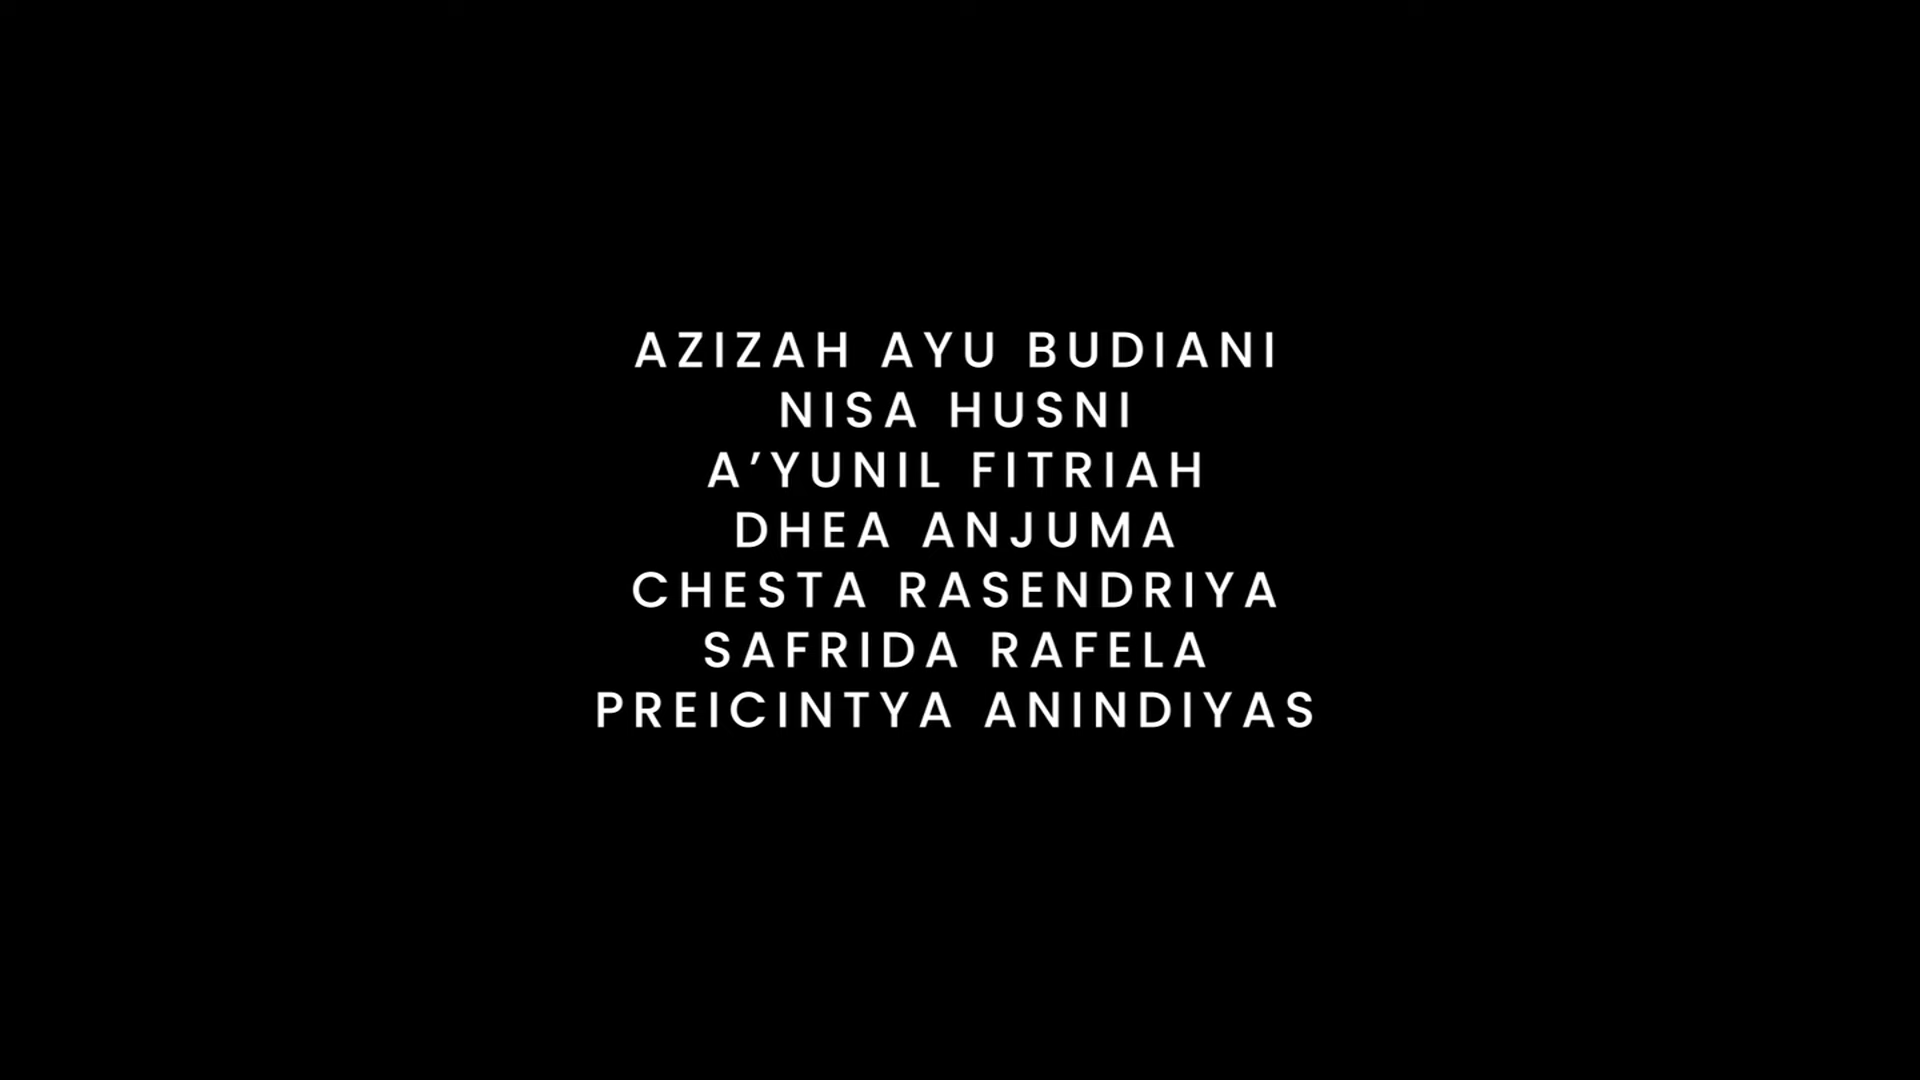 AZIZAH AYU BUDIANI
NISA HUSNI
A’YUNIL FITRIAH
DHEA ANJUMA
CHESTA RASENDRIYA
SAFRIDA RAFELA
PREICINTYA ANINDIYAS